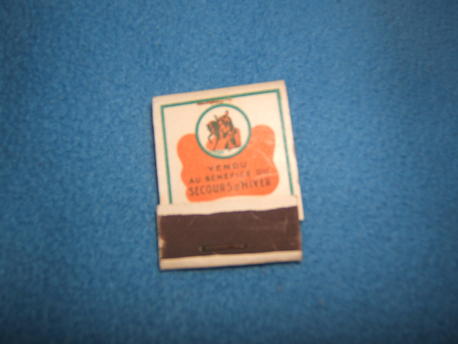 VENDU
AU BÉNÉFICE DU
SECOURS D'HIVER